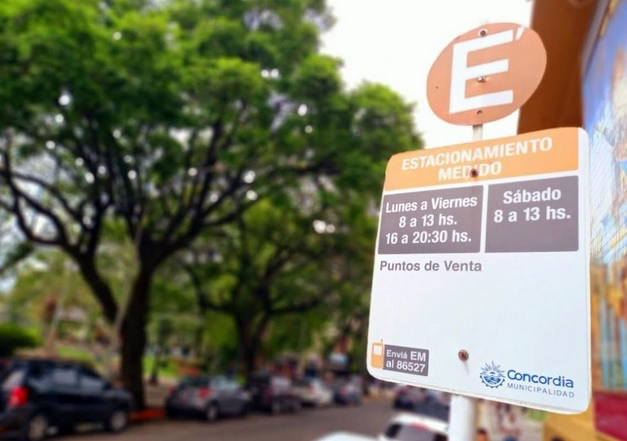 E
ESTACIONAMIENTO
MEDIDO
Lunes a Viernes
8 a 13 hs.
16 a 20:30 hs.
Sábado
8 a 13 hs.
Puntos de Venta
Enviá EM
al 86527
Concordia
MUNICIPALIDAD